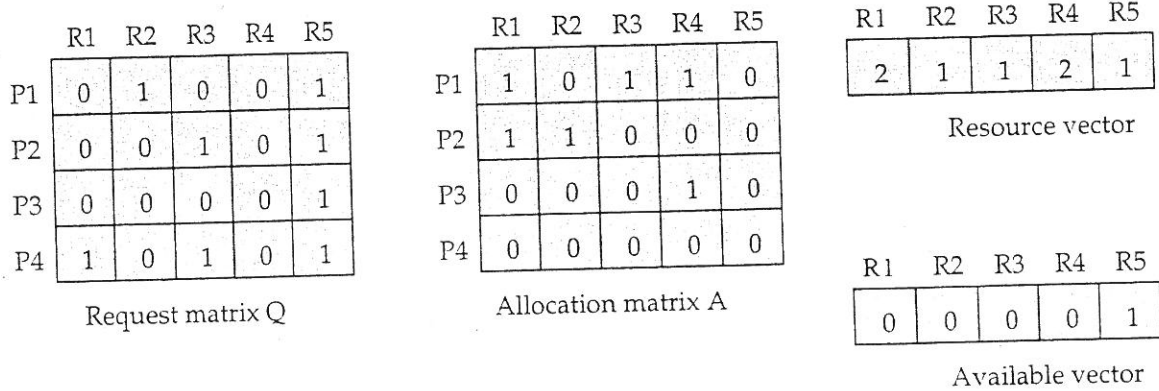 R1 R2 R3 R4 R5
P1 0 1 0 0 1
P2 0 0 1 0 1
P3 0 0 0 0 1
P4 1 0 1 0 1
Request matrix Q
R1 R2 R3 R4 R5
P1 1 0 1 1 0
P2 1 1 0 0 0
P3 0 0 0 1 0
P4 0 0 0 0 0
Allocation matrix A
R1 R2 R3 R4 R5
2 1 1 2 1
Resource vector
R1 R2 R3 R4 R5
0 0 0 0 1
Available vector